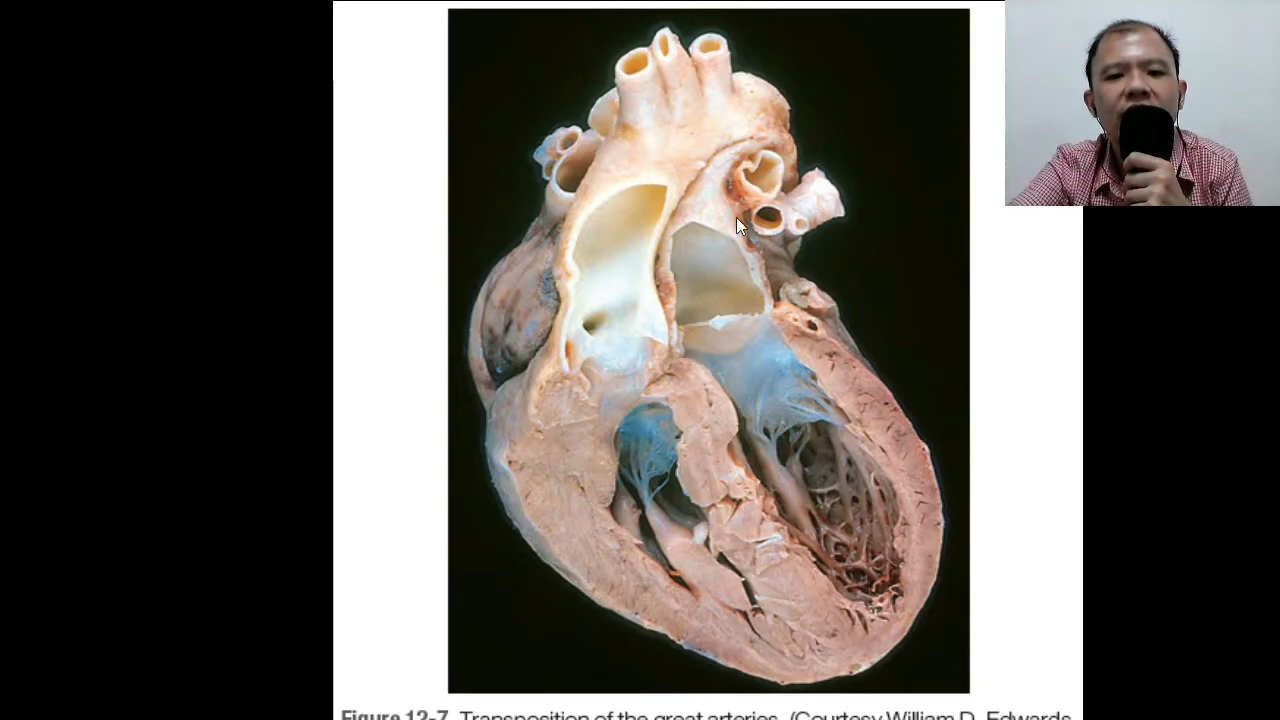 Figure 12-7 Transposition of the great arteries. (Courtesy William D. Edwards,